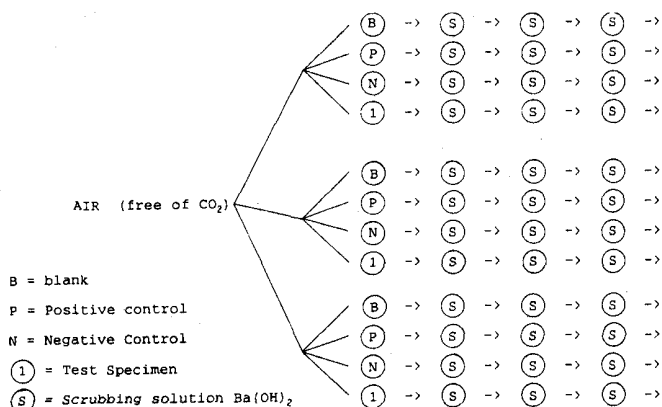 B -> S -> S -> S ->
P -> S -> S -> S ->
N -> S -> S -> S ->
1 -> S -> S -> S ->
B -> S -> S -> S ->
AIR (free of CO₂) P -> S -> S -> S ->
N -> S -> S -> S ->
1 -> S -> S -> S ->
B = blank
B -> S -> S -> S ->
P = Positive control
P -> S -> S -> S ->
N = Negative Control
N -> S -> S -> S ->
1 = Test Specimen
1 -> S -> S -> S ->
S = Scrubbing solution Ba(OH)₂